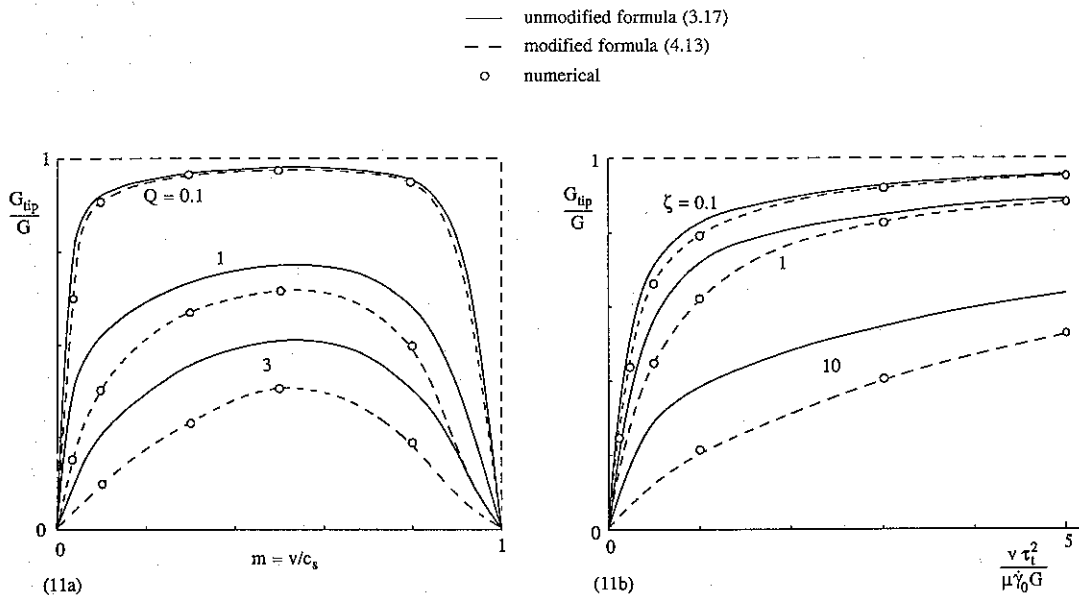 unmodified formula (3.17)
modified formula (4.13)
numerical
1
G_tip
G
Q = 0.1
1
3
0
0
m = v/c_s
1
(11a)
1
G_tip
G
ζ = 0.1
1
10
0
0
5
v τ_t^2
μγ̇_0G
(11b)